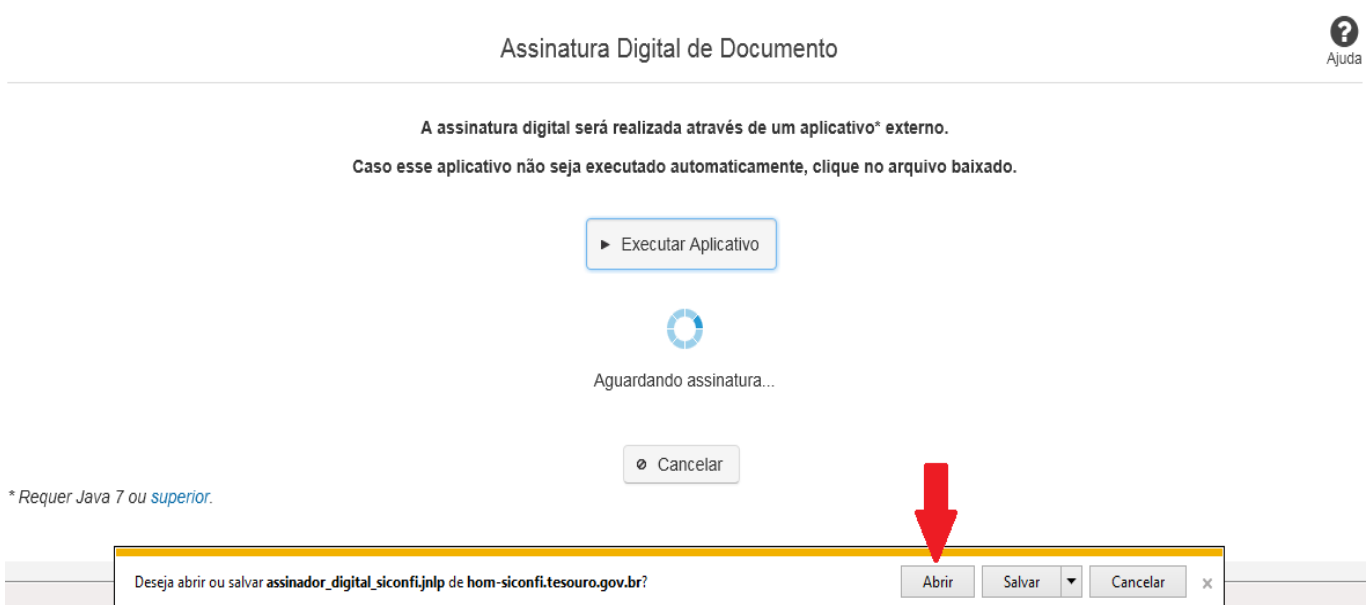 Assinatura Digital de Documento
Ajuda
A assinatura digital será realizada através de um aplicativo* externo.
Caso esse aplicativo não seja executado automaticamente, clique no arquivo baixado.
Executar Aplicativo
Aguardando assinatura...
Cancelar
* Requer Java 7 ou superior.
Deseja abrir ou salvar assinador_digital_siconfi.jnlp de hom-siconfi.tesouro.gov.br? Abrir Salvar Cancelar